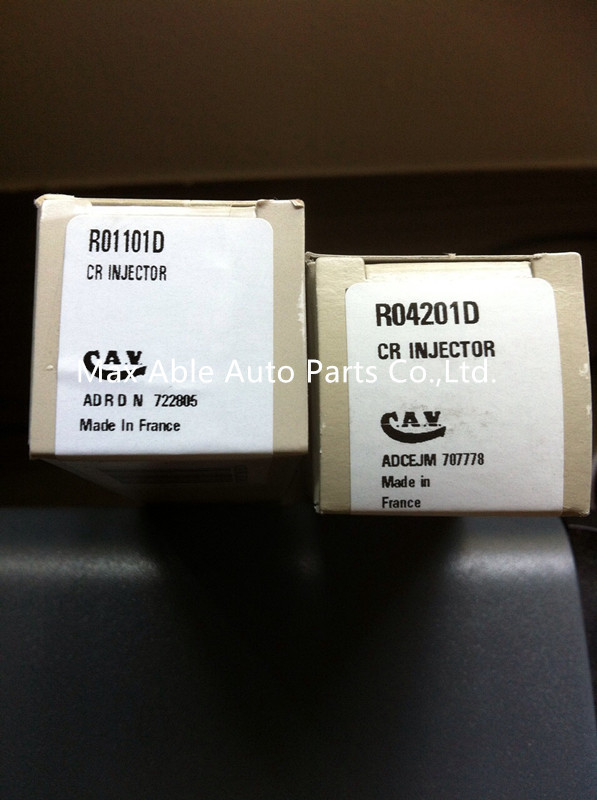 R01101D
CR INJECTOR
C.A.V.
ADRDN 722805
Made In France
R04201D
CR INJECTOR
C.A.V.
ADCEJM 707778
Made in
France
Max Able Auto Parts Co.,Ltd.